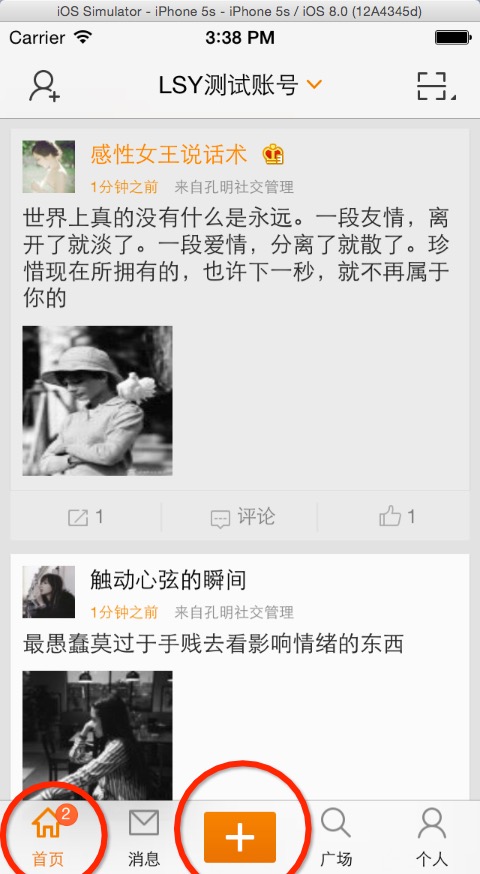 iOS Simulator - iPhone 5s - iPhone 5s / iOS 8.0 (12A4345d)
Carrier 3:38 PM
LSY测试账号
感性女王说话术
1分钟之前 来自孔明社交管理
世界上真的没有什么是永远。一段友情，离
开了就淡了。一段爱情，分离了就散了。珍
惜现在所拥有的，也许下一秒，就不再属于
你的
1 评论 1
触动心弦的瞬间
1分钟之前 来自孔明社交管理
最愚蠢莫过于手贱去看影响情绪的东西
2
首页 消息 广场 个人